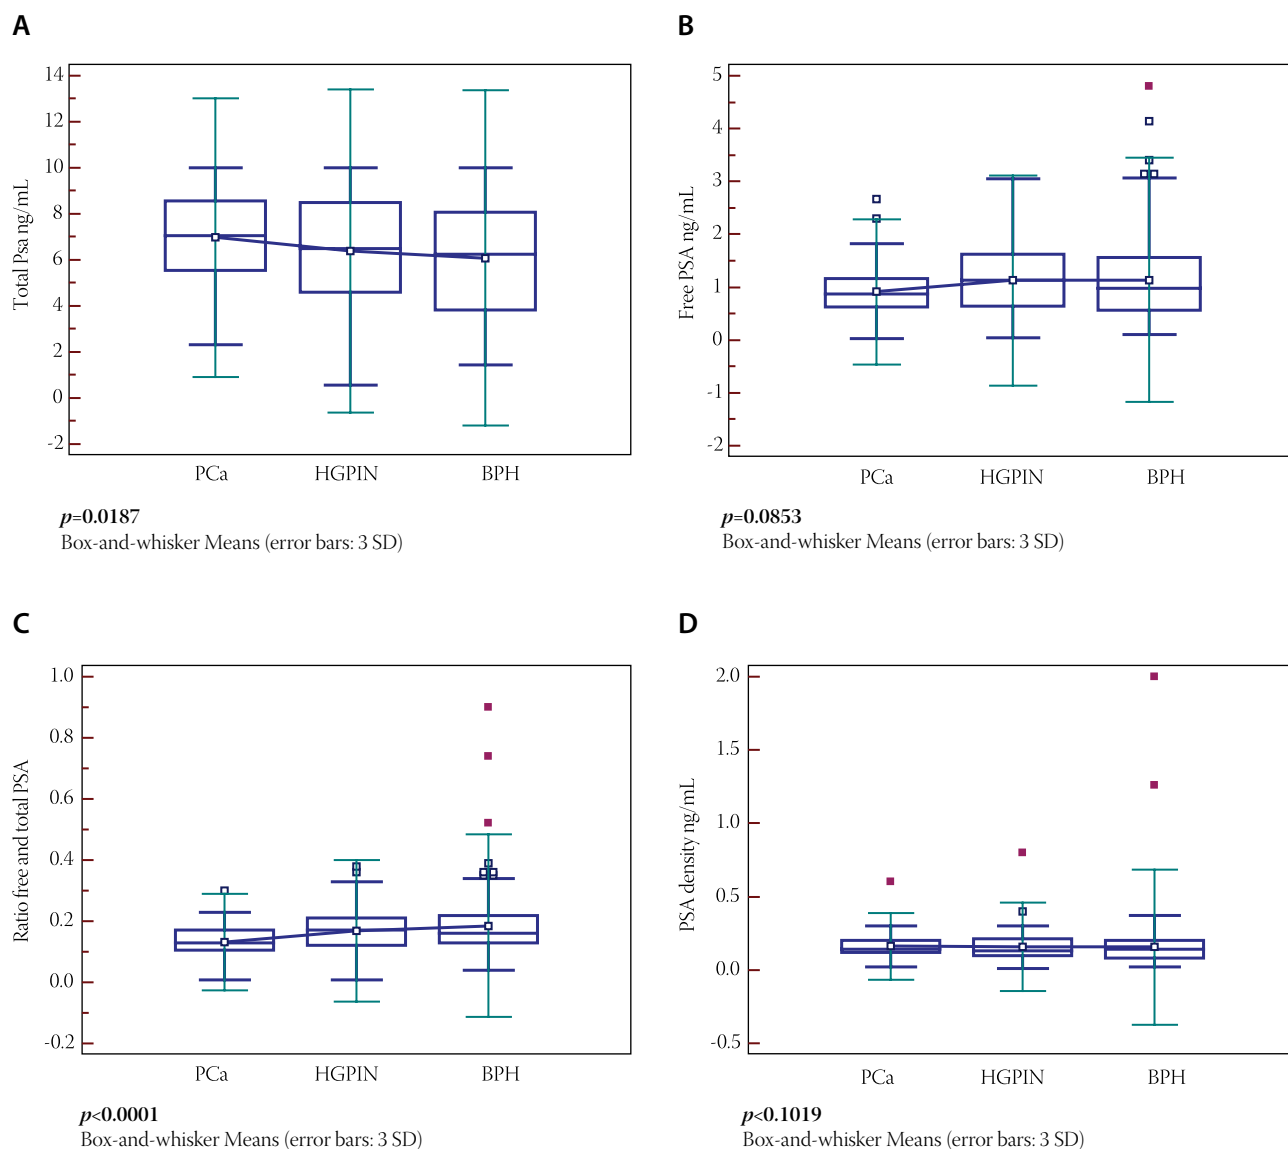 A
B
Total Psa ng/mL
14
12
10
8
6
4
2
0
-2
PCa HGPIN BPH
p=0.0187
Box-and-whisker Means (error bars: 3 SD)
Free PSA ng/mL
5
4
3
2
1
0
-1
-2
PCa HGPIN BPH
p=0.0853
Box-and-whisker Means (error bars: 3 SD)
C
D
Ratio free and total PSA
1.0
0.8
0.6
0.4
0.2
0.0
-0.2
PCa HGPIN BPH
p<0.0001
Box-and-whisker Means (error bars: 3 SD)
PSA density ng/mL
2.0
1.5
1.0
0.5
0.0
-0.5
PCa HGPIN BPH
p<0.1019
Box-and-whisker Means (error bars: 3 SD)